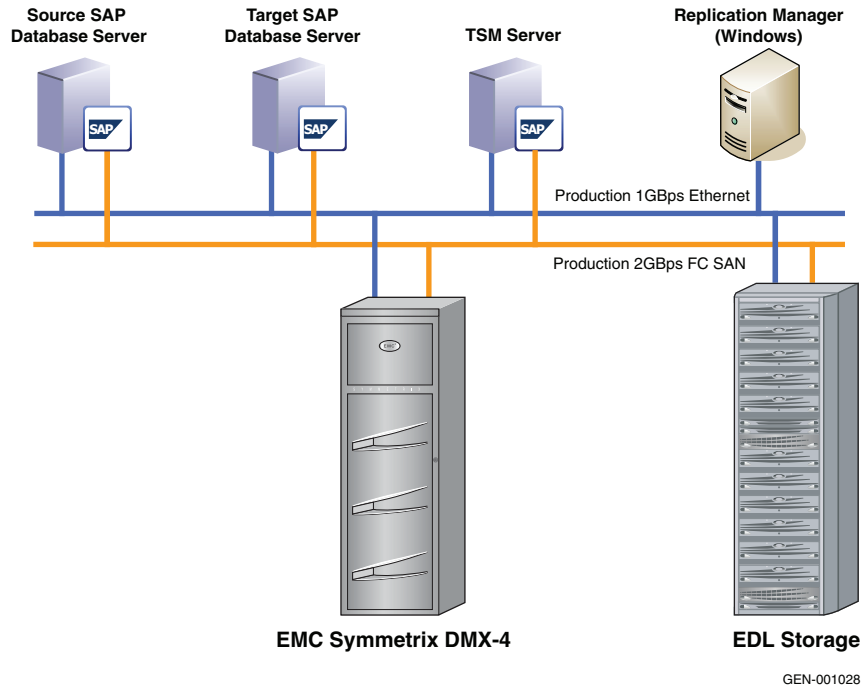 Source SAP
Database Server
Target SAP
Database Server
TSM Server
Replication Manager
(Windows)
SAP
SAP
SAP
Production 1GBps Ethernet
Production 2GBps FC SAN
EMC
EMC Symmetrix DMX-4
EDL Storage
GEN-001028